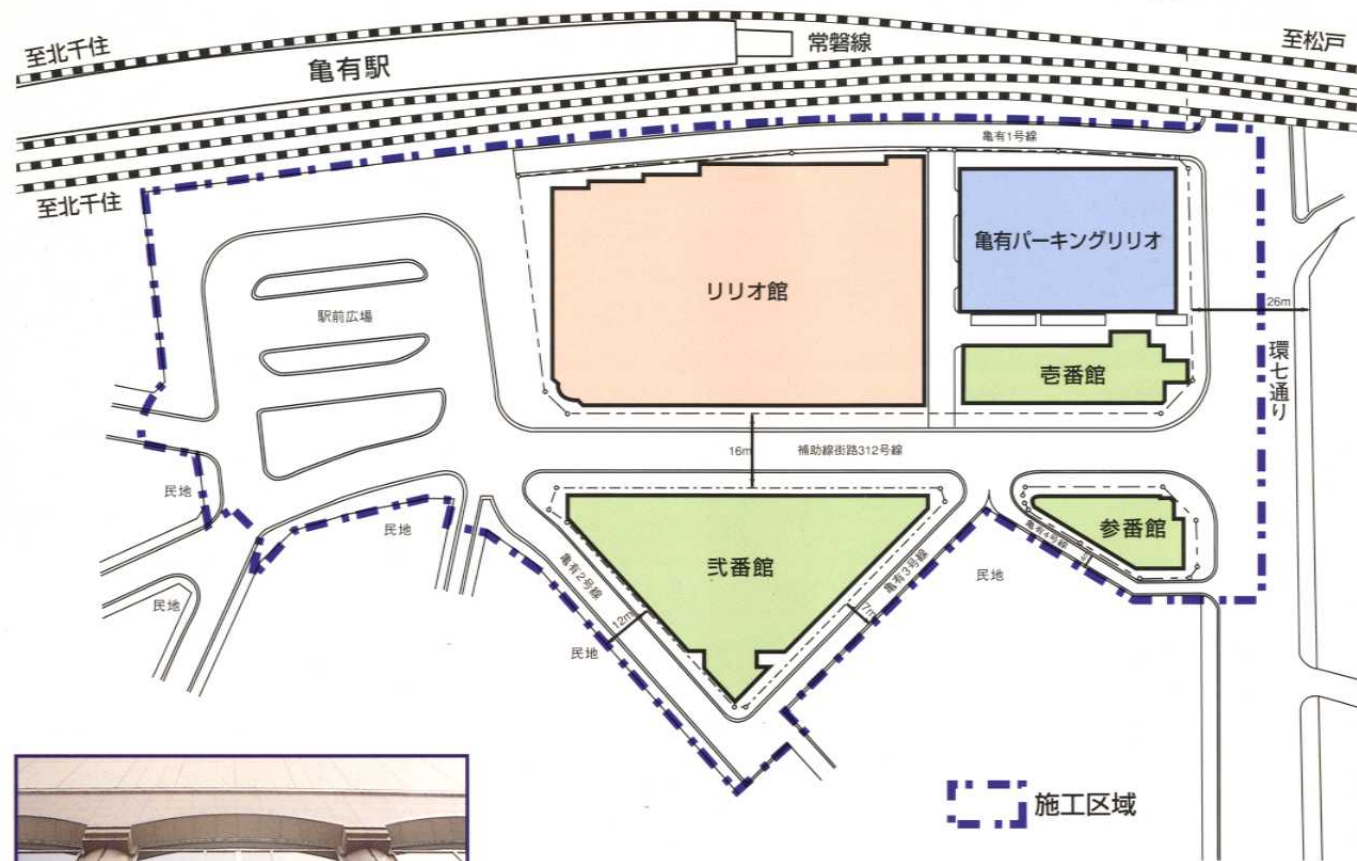 至北千住
亀有駅
常磐線
至松戸
亀有1号線
至北千住
リリオ館
亀有パーキングリリオ
駅前広場
26m
環七通り
壱番館
16m
補助線街路312号線
民地
民地
弐番館
参番館
亀有4号線
民地
亀有2号線
亀有3号線
7m
12m
民地
民地
施工区域